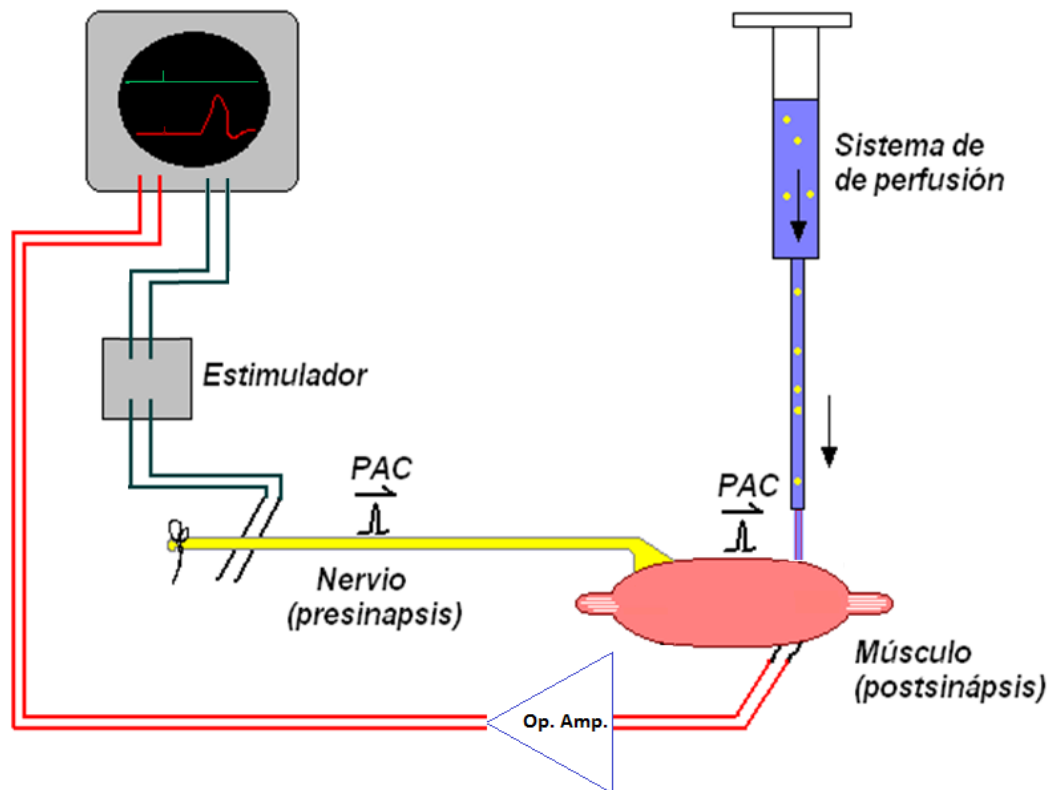 Sistema de
de perfusión
Estimulador
PAC
PAC
Nervio
(presinapsis)
Músculo
(postsinápsis)
Op. Amp.